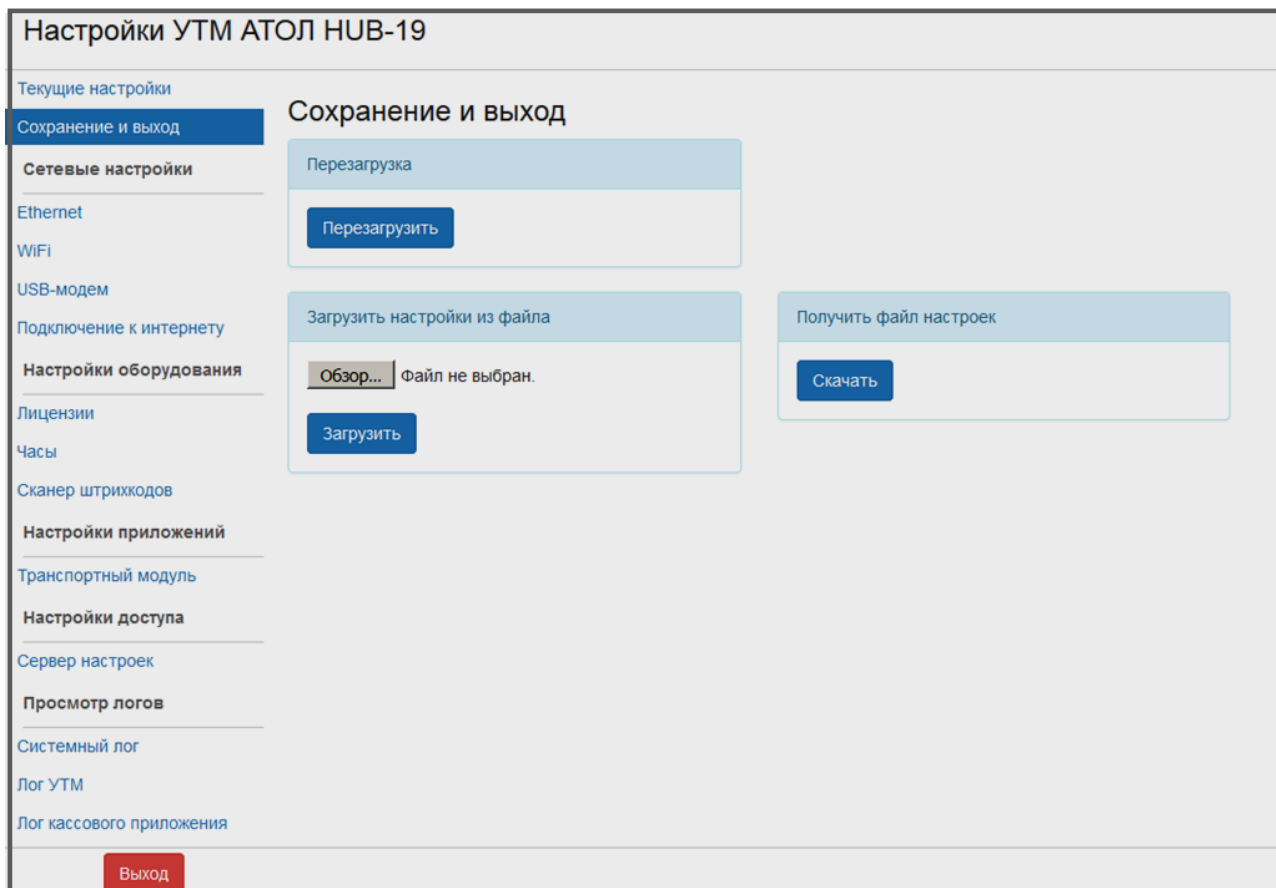 Настройки УТМ АТОЛ HUB-19
Текущие настройки
Сохранение и выход
Сетевые настройки
Ethernet
WiFi
USB-модем
Подключение к интернету
Настройки оборудования
Лицензии
Часы
Сканер штрихкодов
Настройки приложений
Транспортный модуль
Настройки доступа
Сервер настроек
Просмотр логов
Системный лог
Лог УТМ
Лог кассового приложения
Выход
Сохранение и выход
Перезагрузка
Перезагрузить
Загрузить настройки из файла
Обзор... Файл не выбран.
Загрузить
Получить файл настроек
Скачать